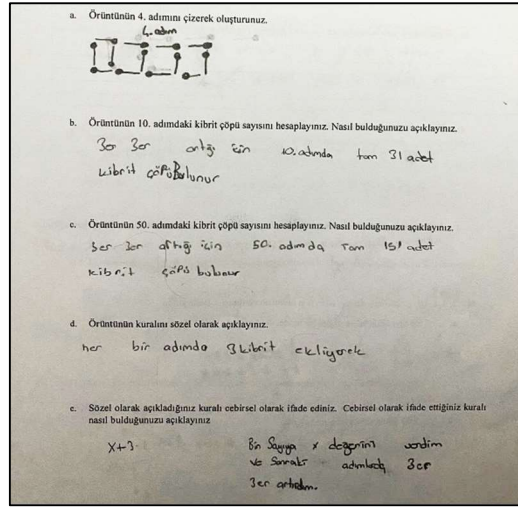 a. Örüntünün 4. adımını çizerek oluşturunuz.
4. adım
b. Örüntünün 10. adımdaki kibrit çöpü sayısını hesaplayınız. Nasıl bulduğunuzu açıklayınız.
3er 3er artığı için 10. adımda tam 31 adet
kibrit çöpü Bulunur
c. Örüntünün 50. adımdaki kibrit çöpü sayısını hesaplayınız. Nasıl bulduğunuzu açıklayınız.
3er 3er artığı için 50. adımda tam 151 adet
kibrit çöpü bulunur
d. Örüntünün kuralını sözel olarak açıklayınız.
her bir adımda 3 kibrit ekliyerek
e. Sözel olarak açıkladığınız kuralı cebirsel olarak ifade ediniz. Cebirsel olarak ifade ettiğiniz kuralı
nasıl bulduğunuzu açıklayınız
x+3
Bir Sayıya x değerini verdim
ve Sonraki adımlarda 3er
3er artırdım.